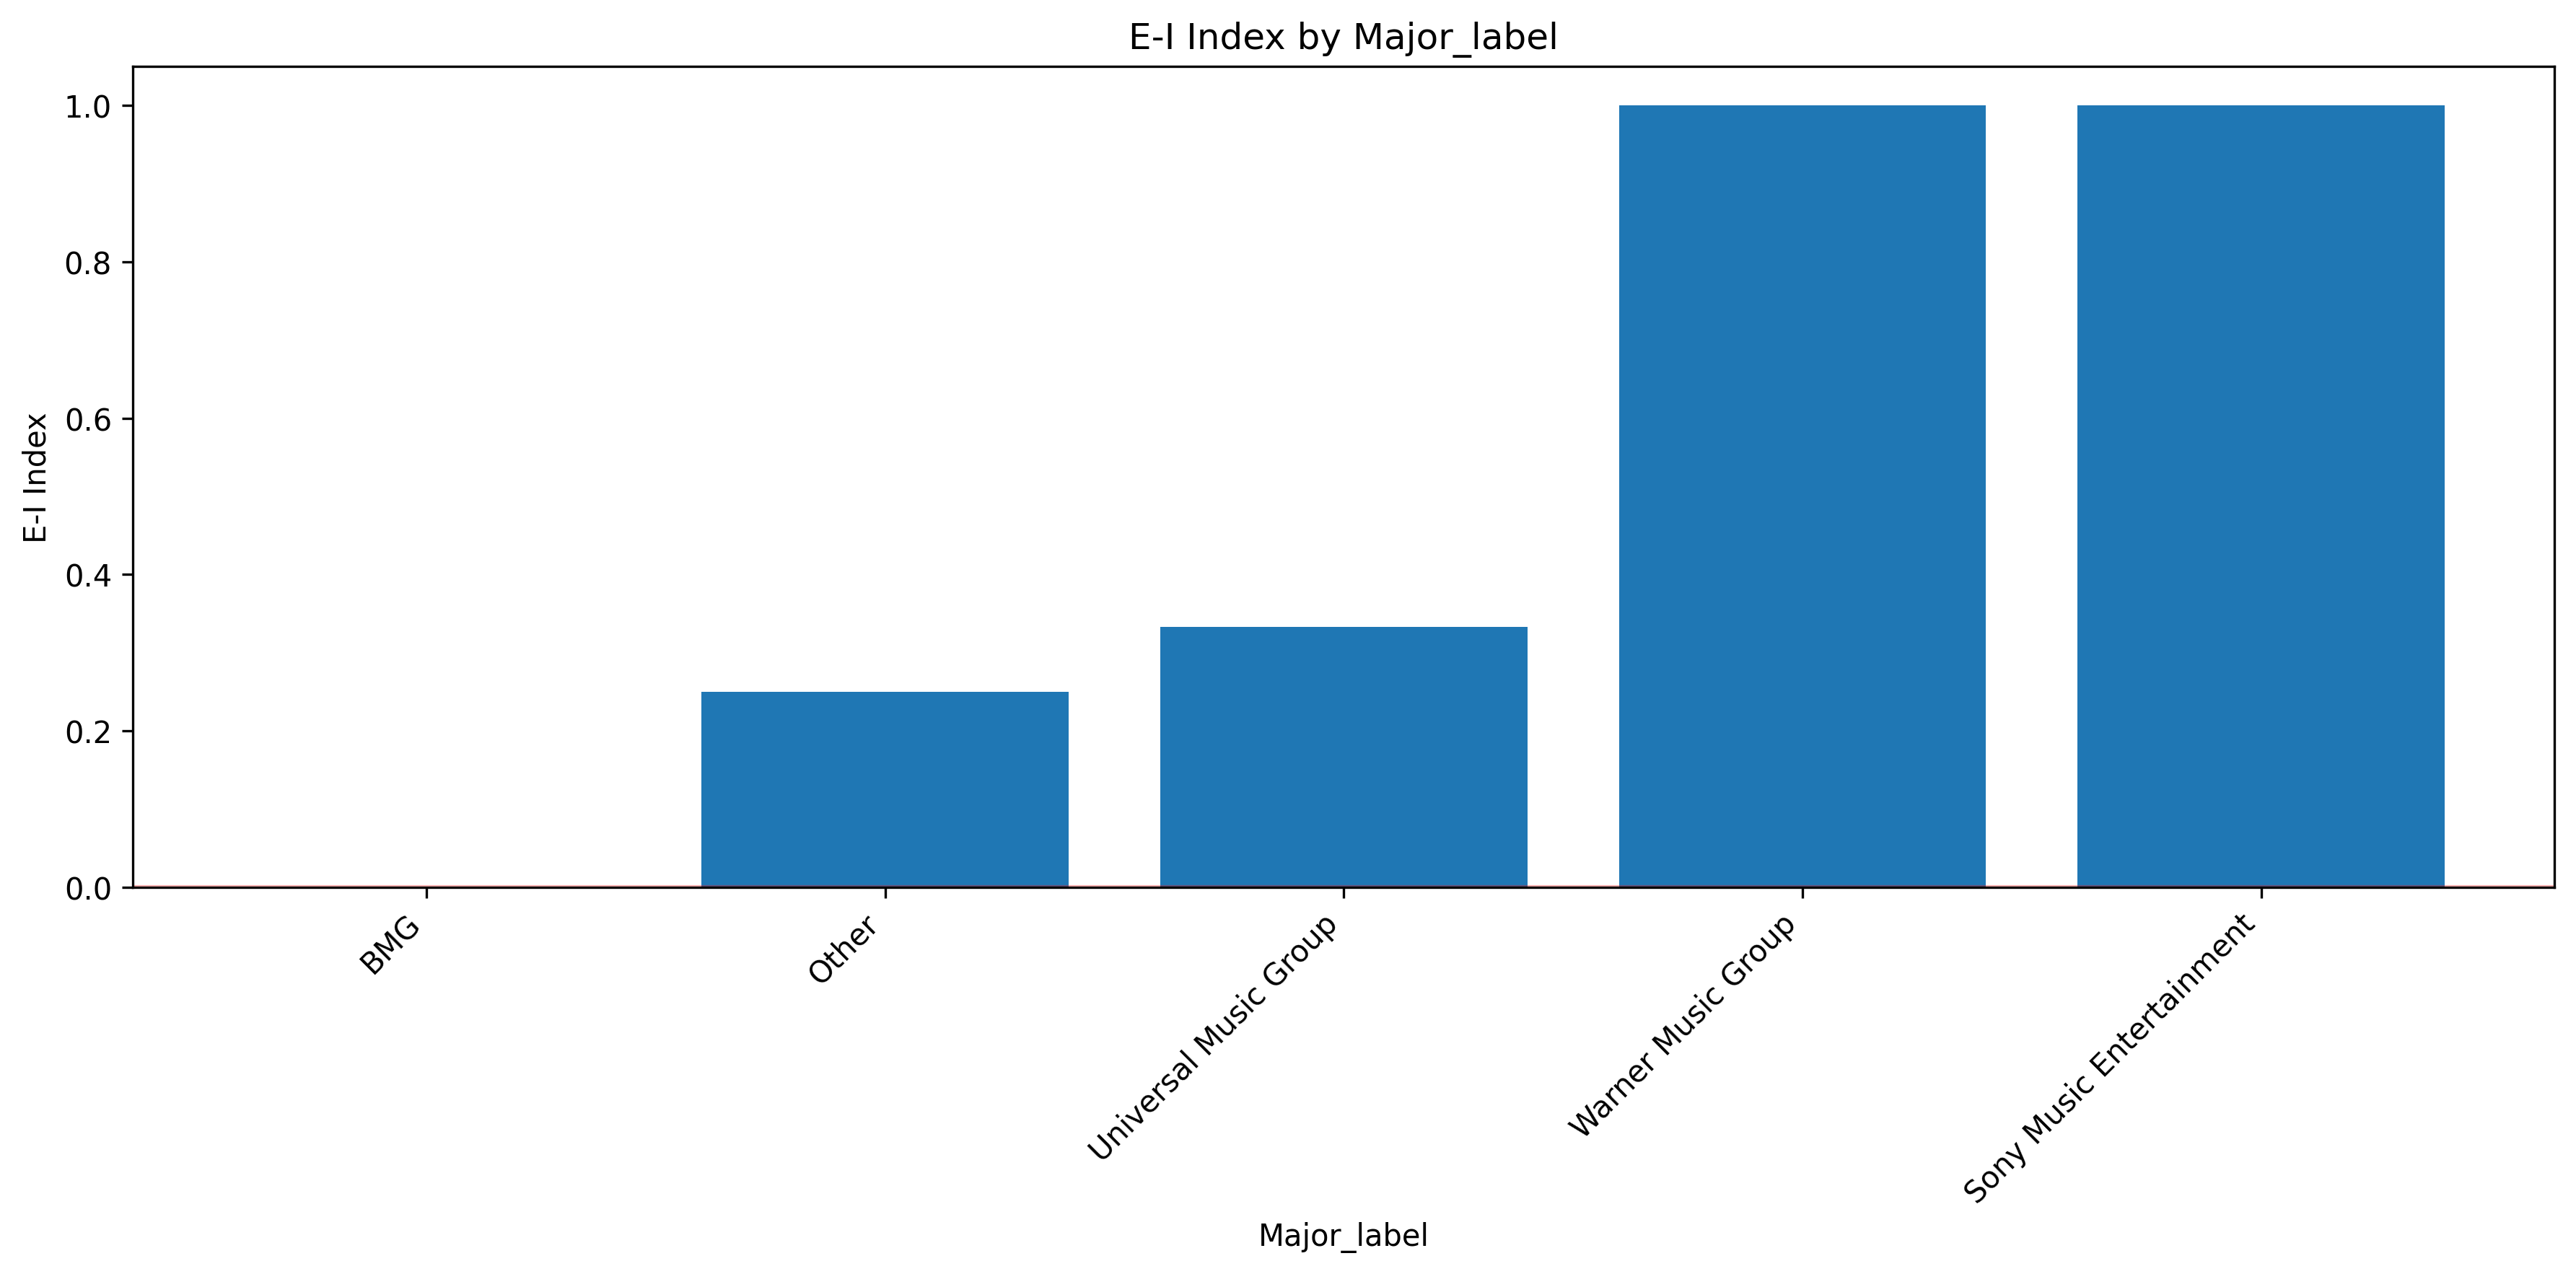 E-I Index by Major_label
E-I Index
1.0
0.8
0.6
0.4
0.2
0.0
BMG
Other
Universal Music Group
Warner Music Group
Sony Music Entertainment
Major_label